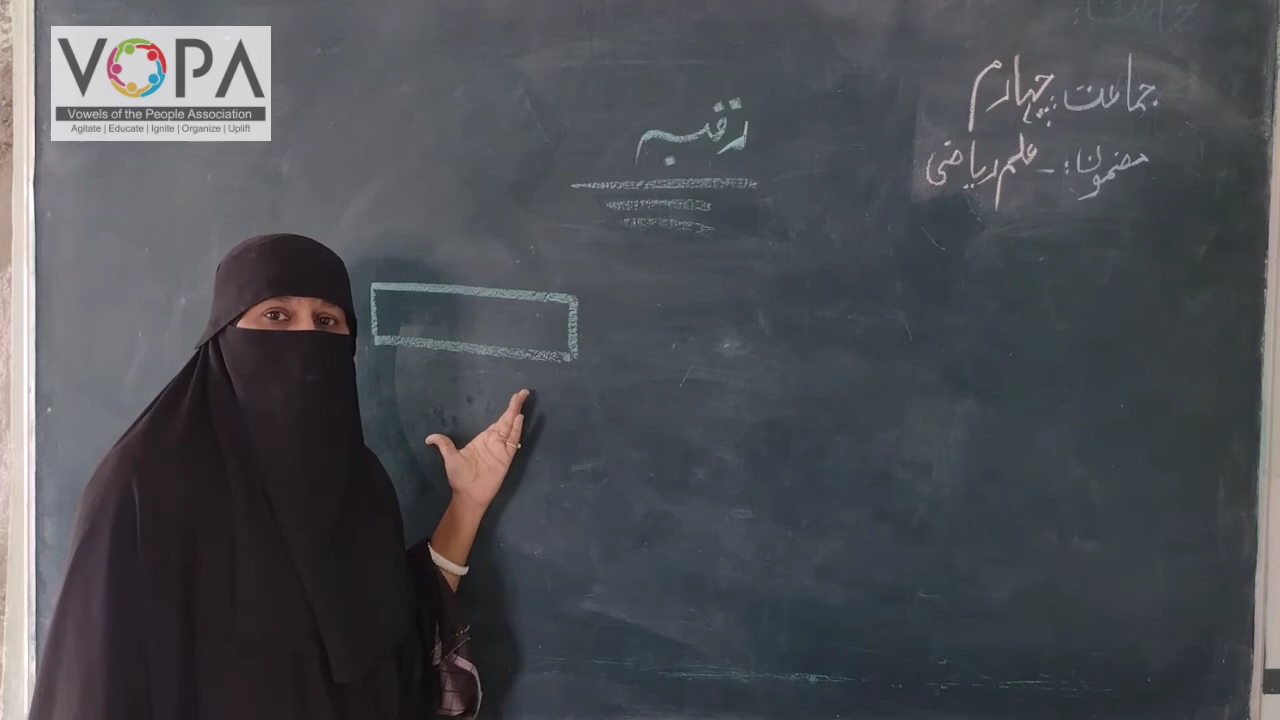 VOPA
Vowels of the People Association
Agitate | Educate | Ignite | Organize | Uplift
جماعت چہارم
مضمون :- علم ریاضی
رقبہ